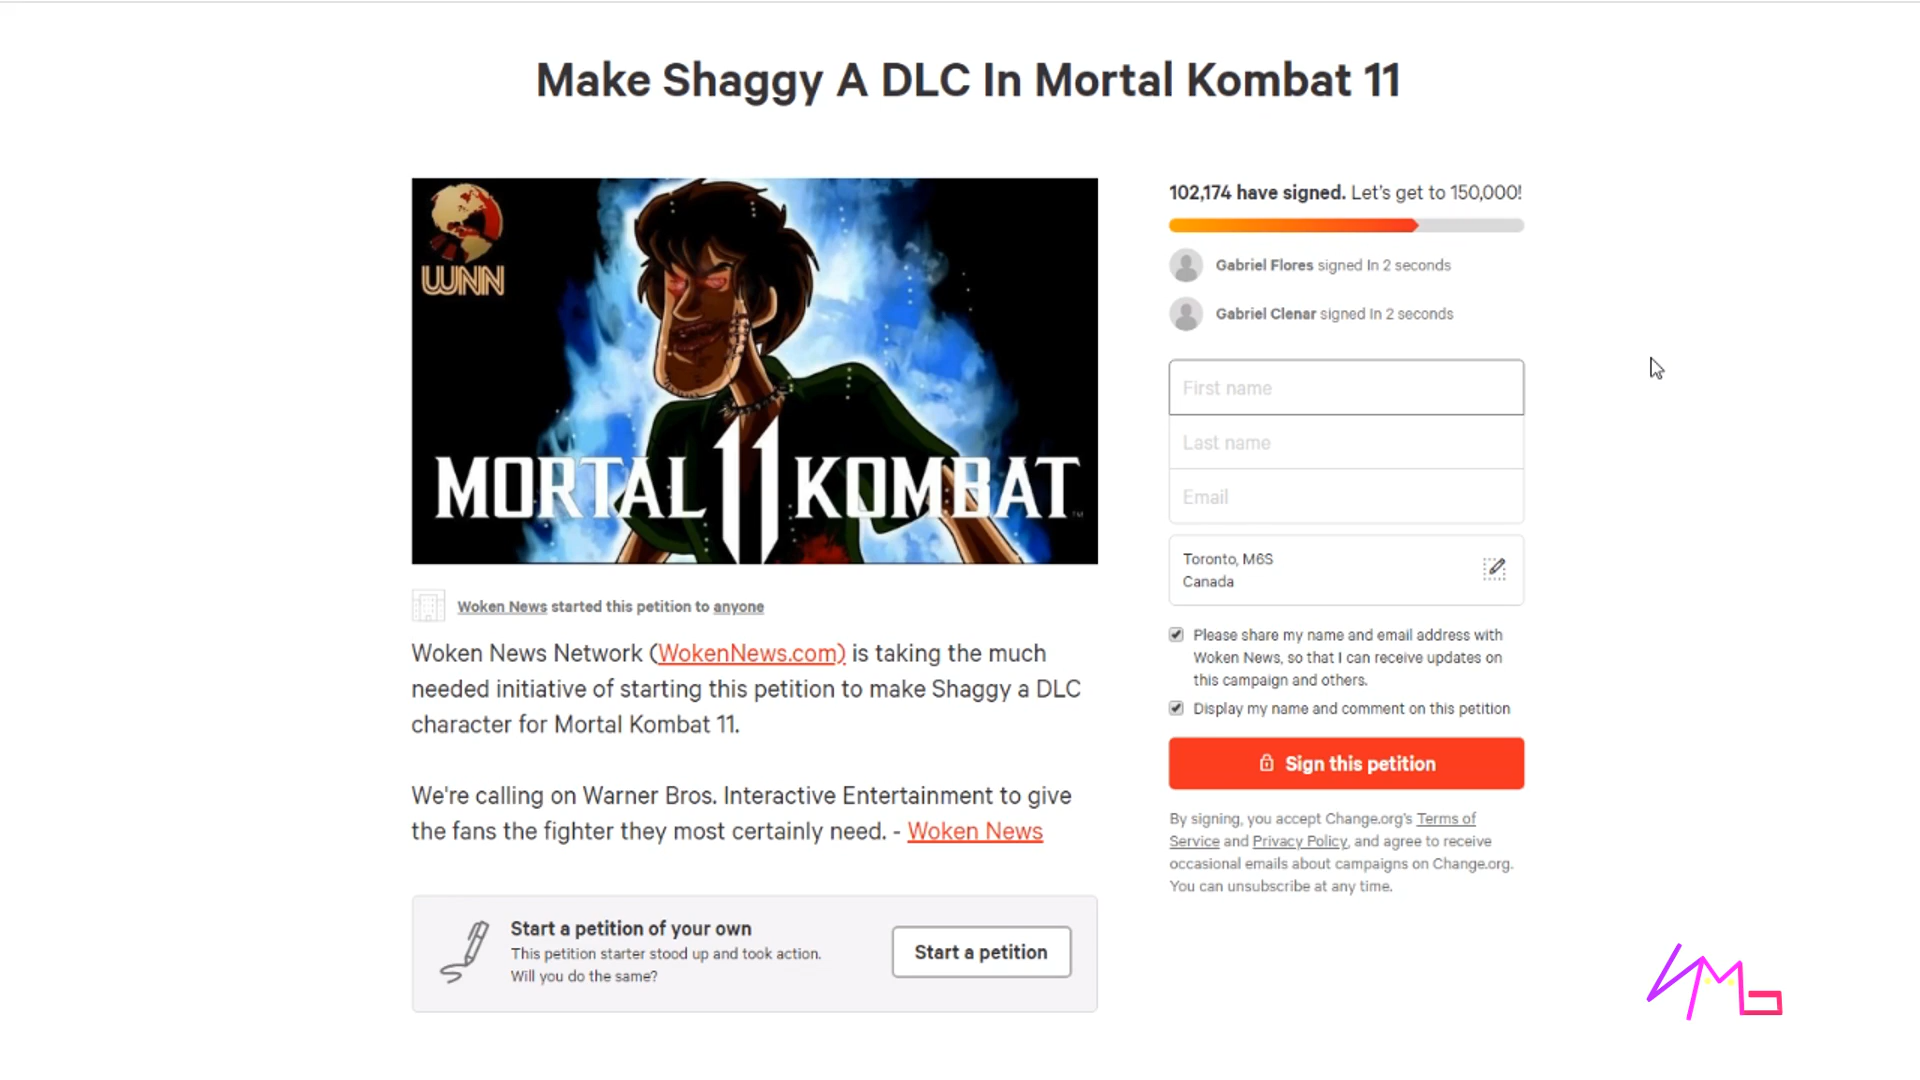 Make Shaggy A DLC In Mortal Kombat 11
WNN
MORTAL 11 KOMBAT
TM
Woken News started this petition to anyone
Woken News Network (WokenNews.com) is taking the much
needed initiative of starting this petition to make Shaggy a DLC
character for Mortal Kombat 11.
We're calling on Warner Bros. Interactive Entertainment to give
the fans the fighter they most certainly need. - Woken News
Start a petition of your own
This petition starter stood up and took action.
Will you do the same?
Start a petition
102,174 have signed. Let's get to 150,000!
Gabriel Flores signed In 2 seconds
Gabriel Clenar signed In 2 seconds
First name
Last name
Email
Toronto, M6S
Canada
Please share my name and email address with
Woken News, so that I can receive updates on
this campaign and others.
Display my name and comment on this petition
Sign this petition
By signing, you accept Change.org's Terms of
Service and Privacy Policy, and agree to receive
occasional emails about campaigns on Change.org.
You can unsubscribe at any time.